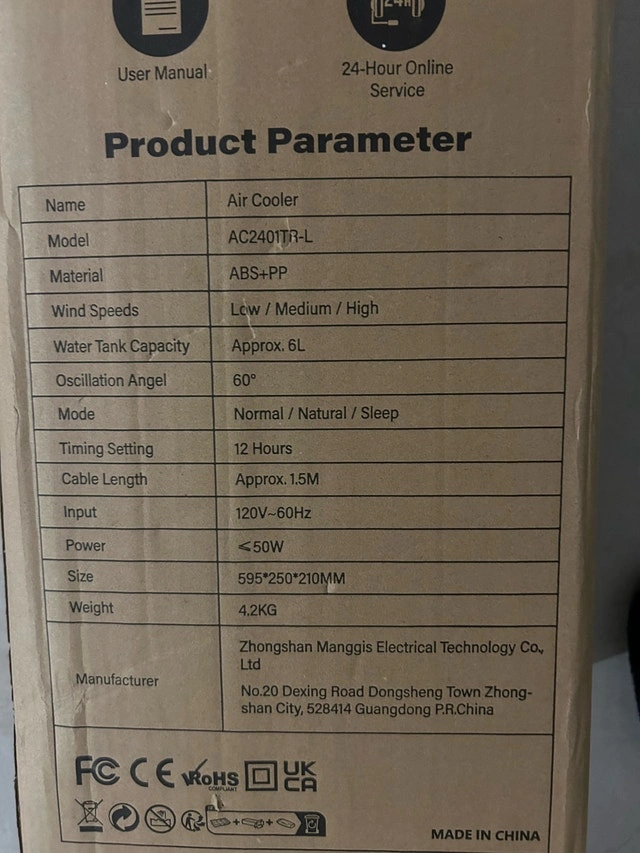 24H
User Manual
24-Hour Online
Service
Product Parameter
Name Air Cooler
Model AC2401TR-L
Material ABS+PP
Wind Speeds Low / Medium / High
Water Tank Capacity Approx. 6L
Oscillation Angel 60°
Mode Normal / Natural / Sleep
Timing Setting 12 Hours
Cable Length Approx. 1.5M
Input 120V~60Hz
Power ⩽50W
Size 595*250*210MM
Weight 4.2KG
Manufacturer
Zhongshan Manggis Electrical Technology Co.,
Ltd
No.20 Dexing Road Dongsheng Town Zhong-
shan City, 528414 Guangdong P.R.China
FC CE RoHS COMPLIANT UK
CA
MADE IN CHINA